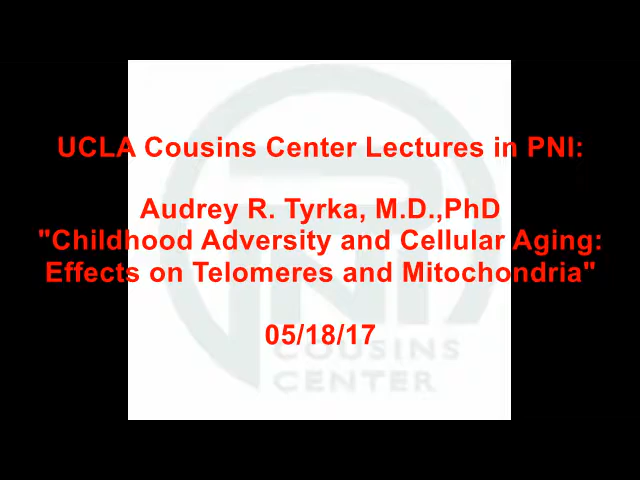 UCLA Cousins Center Lectures in PNI:
Audrey R. Tyrka, M.D.,PhD
"Childhood Adversity and Cellular Aging:
Effects on Telomeres and Mitochondria"
05/18/17
PNI
COUSINS
CENTER